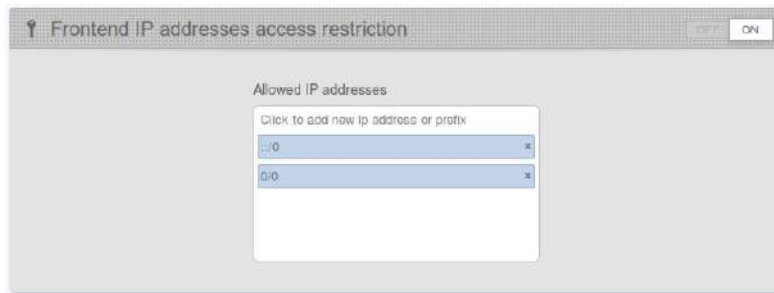 Frontend IP addresses access restriction
OFF ON
Allowed IP addresses
Click to add new ip address or prefix
::/0 x
0/0 x